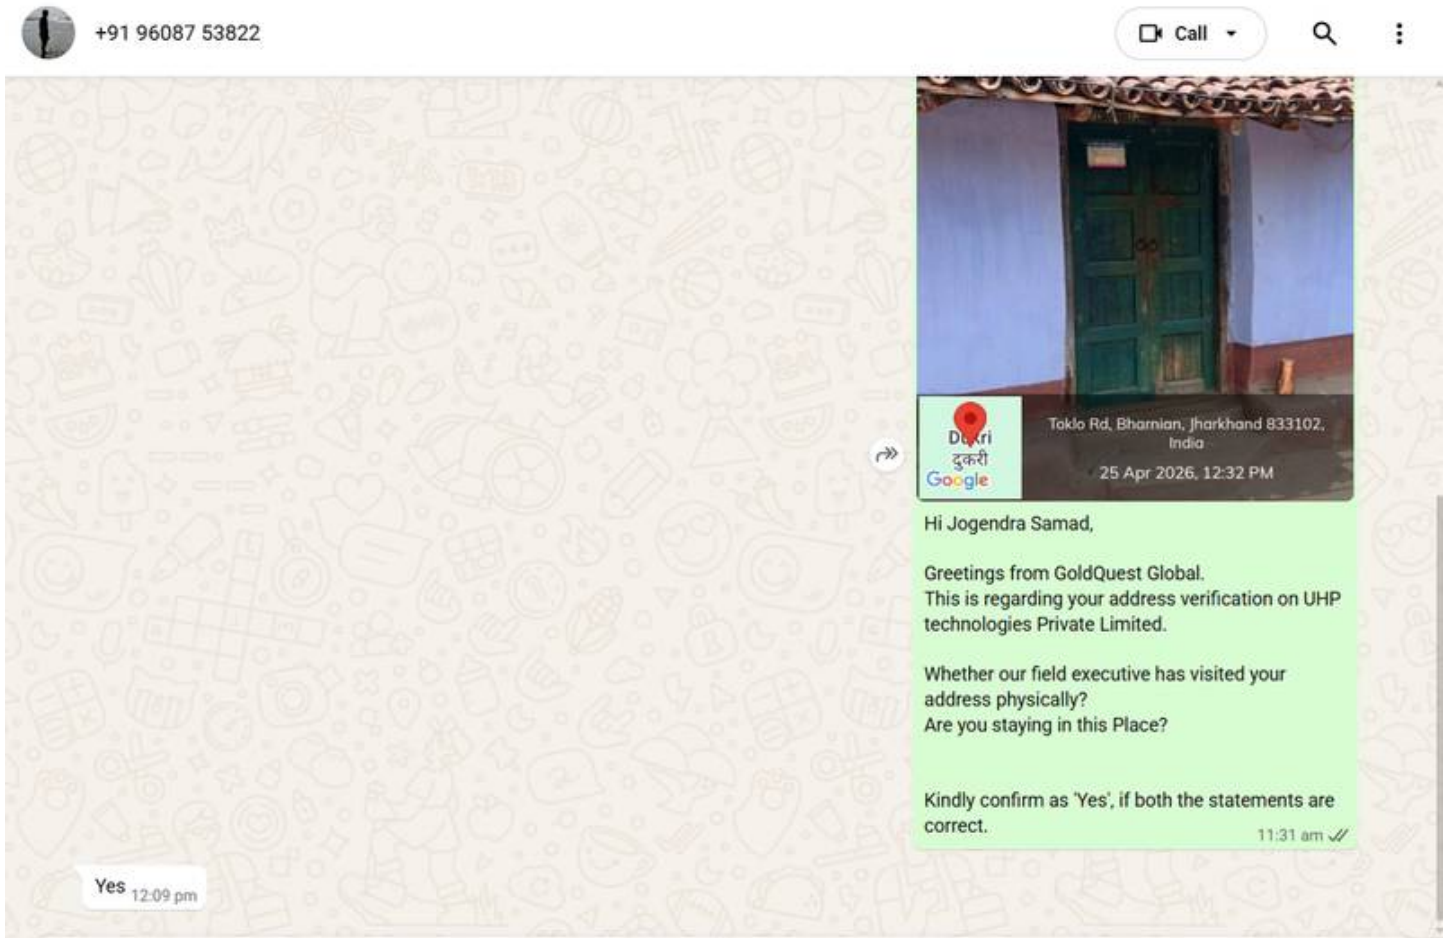 +91 96087 53822
Call
Dukri
दुकरी
Google
Toklo Rd, Bharnian, Jharkhand 833102,
India
25 Apr 2026, 12:32 PM
Hi Jogendra Samad,
Greetings from GoldQuest Global.
This is regarding your address verification on UHP
technologies Private Limited.
Whether our field executive has visited your
address physically?
Are you staying in this Place?
Kindly confirm as 'Yes', if both the statements are
correct.
11:31 am
Yes 12:09 pm